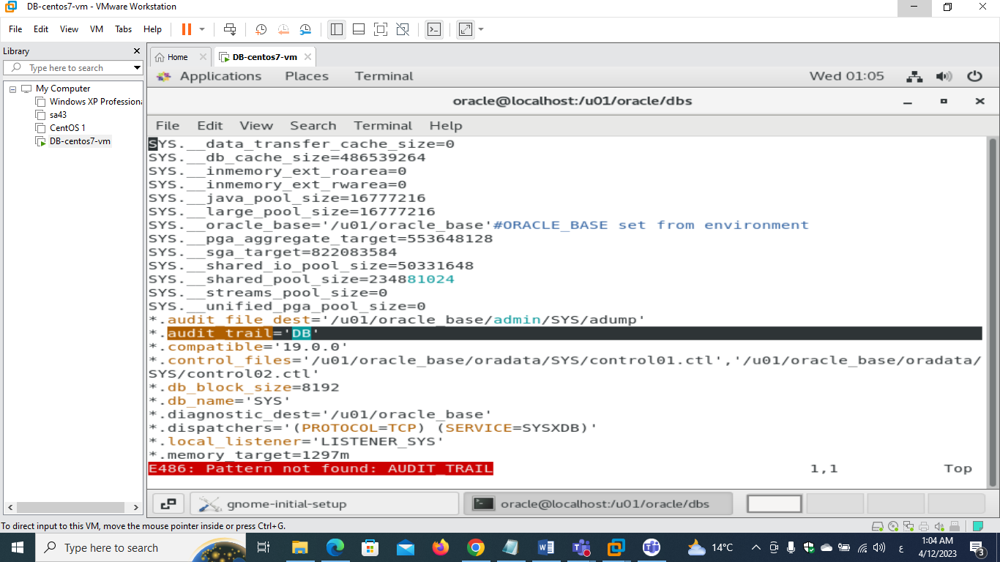 DB-centos7-vm - VMware Workstation
File Edit View VM Tabs Help
Library
Type here to search
My Computer
Windows XP Profession
sa43
CentOS 1
DB-centos7-vm
Home DB-centos7-vm
Applications Places Terminal Wed 01:05
oracle@localhost:/u01/oracle/dbs
File Edit View Search Terminal Help
SYS.__data_transfer_cache_size=0
SYS.__db_cache_size=486539264
SYS.__inmemory_ext_roarea=0
SYS.__inmemory_ext_rwarea=0
SYS.__java_pool_size=16777216
SYS.__large_pool_size=16777216
SYS.__oracle_base='/u01/oracle_base'#ORACLE_BASE set from environment
SYS.__pga_aggregate_target=553648128
SYS.__sga_target=822083584
SYS.__shared_io_pool_size=50331648
SYS.__shared_pool_size=234881024
SYS.__streams_pool_size=0
SYS.__unified_pga_pool_size=0
*.audit_file_dest='/u01/oracle_base/admin/SYS/adump'
*.audit_trail='DB'
*.compatible='19.0.0'
*.control_files='/u01/oracle_base/oradata/SYS/control01.ctl','/u01/oracle_base/oradata/
SYS/control02.ctl'
*.db_block_size=8192
*.db_name='SYS'
*.diagnostic_dest='/u01/oracle_base'
*.dispatchers='(PROTOCOL=TCP) (SERVICE=SYSXDB)'
*.local_listener='LISTENER_SYS'
*.memory_target=1297m
E486: Pattern not found: AUDIT_TRAIL 1,1 Top
gnome-initial-setup oracle@localhost:/u01/oracle/dbs
To direct input to this VM, move the mouse pointer inside or press Ctrl+G.
Type here to search 14°C ع 1:04 AM
4/12/2023
3